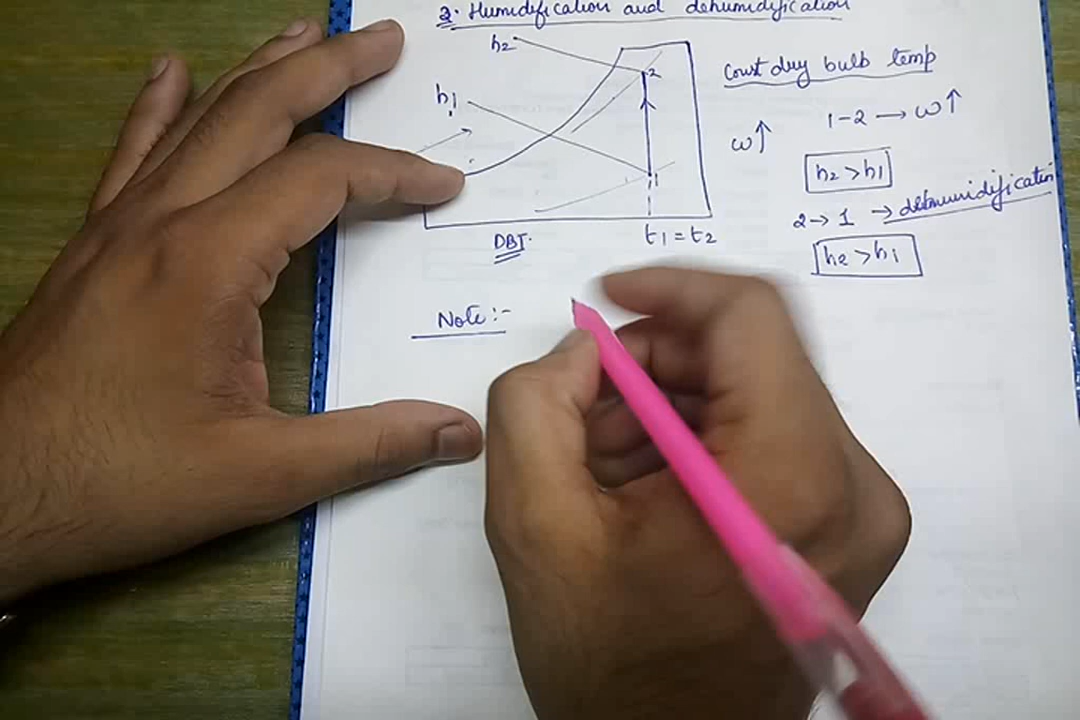 2. Humidification and dehumidification
h2
2
Const dry bulb temp
h1
1-2 → ω↑
ω↑
h2 > h1
1
2 → 1 → dehumidification
DBT.
t1 = t2
h2 > h1
Note :-